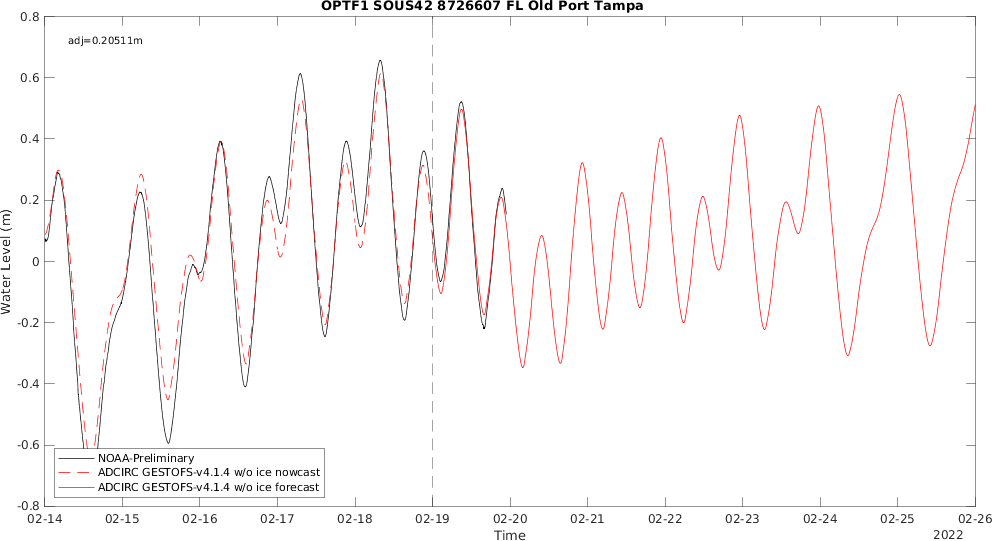 OPTF1 SOUS42 8726607 FL Old Port Tampa
adj=0.20511m
Water Level (m)
0.8
0.6
0.4
0.2
0
-0.2
-0.4
-0.6
-0.8
NOAA-Preliminary
ADCIRC GESTOFS-v4.1.4 w/o ice nowcast
ADCIRC GESTOFS-v4.1.4 w/o ice forecast
02-14 02-15 02-16 02-17 02-18 02-19 02-20 02-21 02-22 02-23 02-24 02-25 02-26
Time
2022